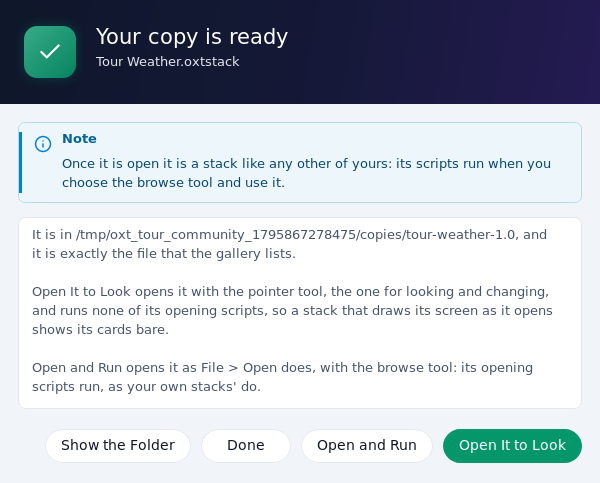 Your copy is ready
Tour Weather.oxtstack
Note
Once it is open it is a stack like any other of yours: its scripts run when you
choose the browse tool and use it.
It is in /tmp/oxt_tour_community_1795867278475/copies/tour-weather-1.0, and
it is exactly the file that the gallery lists.
Open It to Look opens it with the pointer tool, the one for looking and changing,
and runs none of its opening scripts, so a stack that draws its screen as it opens
shows its cards bare.
Open and Run opens it as File > Open does, with the browse tool: its opening
scripts run, as your own stacks' do.
Show the Folder
Done
Open and Run
Open It to Look